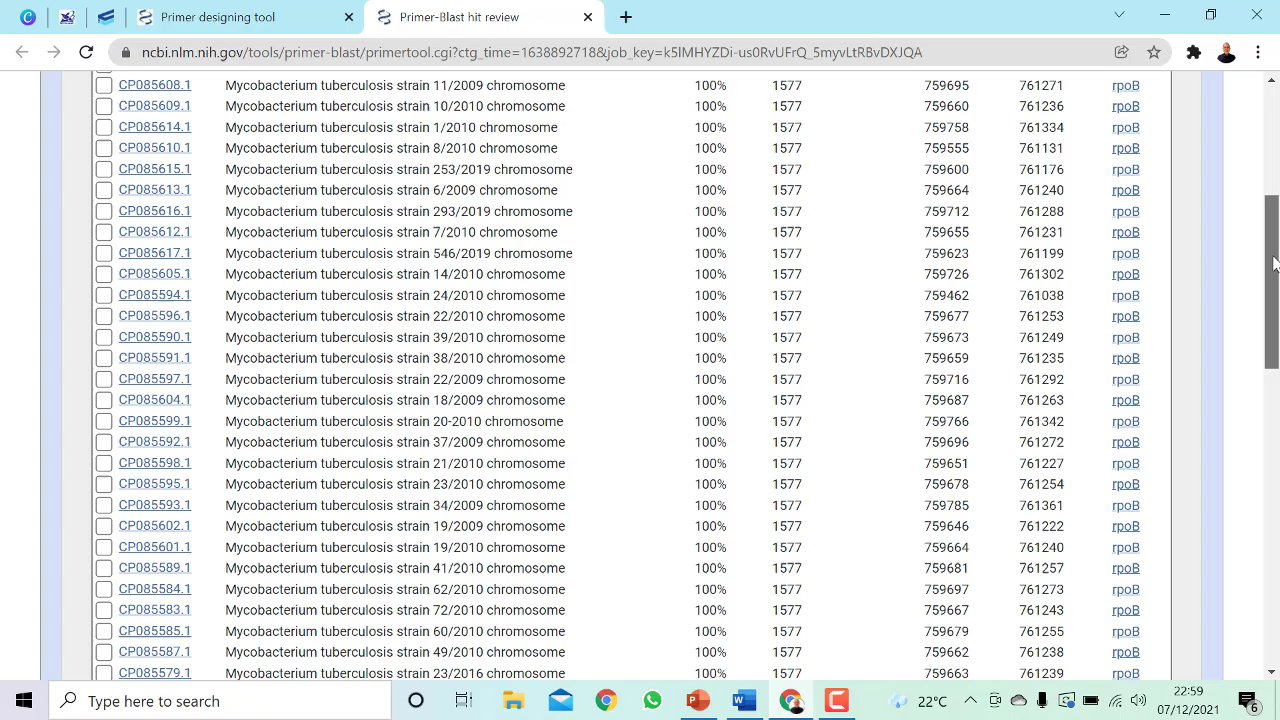 Primer designing tool
Primer-Blast hit review
ncbi.nlm.nih.gov/tools/primer-blast/primertool.cgi?ctg_time=1638892718&job_key=k5lMHYZDi-us0RvUFrQ_5myvLtRBvDXJQA
CP085608.1 Mycobacterium tuberculosis strain 11/2009 chromosome 100% 1577 759695 761271 rpoB
CP085609.1 Mycobacterium tuberculosis strain 10/2010 chromosome 100% 1577 759660 761236 rpoB
CP085614.1 Mycobacterium tuberculosis strain 1/2010 chromosome 100% 1577 759758 761334 rpoB
CP085610.1 Mycobacterium tuberculosis strain 8/2010 chromosome 100% 1577 759555 761131 rpoB
CP085615.1 Mycobacterium tuberculosis strain 253/2019 chromosome 100% 1577 759600 761176 rpoB
CP085613.1 Mycobacterium tuberculosis strain 6/2009 chromosome 100% 1577 759664 761240 rpoB
CP085616.1 Mycobacterium tuberculosis strain 293/2019 chromosome 100% 1577 759712 761288 rpoB
CP085612.1 Mycobacterium tuberculosis strain 7/2010 chromosome 100% 1577 759655 761231 rpoB
CP085617.1 Mycobacterium tuberculosis strain 546/2019 chromosome 100% 1577 759623 761199 rpoB
CP085605.1 Mycobacterium tuberculosis strain 14/2010 chromosome 100% 1577 759726 761302 rpoB
CP085594.1 Mycobacterium tuberculosis strain 24/2010 chromosome 100% 1577 759462 761038 rpoB
CP085596.1 Mycobacterium tuberculosis strain 22/2010 chromosome 100% 1577 759677 761253 rpoB
CP085590.1 Mycobacterium tuberculosis strain 39/2010 chromosome 100% 1577 759673 761249 rpoB
CP085591.1 Mycobacterium tuberculosis strain 38/2010 chromosome 100% 1577 759659 761235 rpoB
CP085597.1 Mycobacterium tuberculosis strain 22/2009 chromosome 100% 1577 759716 761292 rpoB
CP085604.1 Mycobacterium tuberculosis strain 18/2009 chromosome 100% 1577 759687 761263 rpoB
CP085599.1 Mycobacterium tuberculosis strain 20-2010 chromosome 100% 1577 759766 761342 rpoB
CP085592.1 Mycobacterium tuberculosis strain 37/2009 chromosome 100% 1577 759696 761272 rpoB
CP085598.1 Mycobacterium tuberculosis strain 21/2010 chromosome 100% 1577 759651 761227 rpoB
CP085595.1 Mycobacterium tuberculosis strain 23/2010 chromosome 100% 1577 759678 761254 rpoB
CP085593.1 Mycobacterium tuberculosis strain 34/2009 chromosome 100% 1577 759785 761361 rpoB
CP085602.1 Mycobacterium tuberculosis strain 19/2009 chromosome 100% 1577 759646 761222 rpoB
CP085601.1 Mycobacterium tuberculosis strain 19/2010 chromosome 100% 1577 759664 761240 rpoB
CP085589.1 Mycobacterium tuberculosis strain 41/2010 chromosome 100% 1577 759681 761257 rpoB
CP085584.1 Mycobacterium tuberculosis strain 62/2010 chromosome 100% 1577 759697 761273 rpoB
CP085583.1 Mycobacterium tuberculosis strain 72/2010 chromosome 100% 1577 759667 761243 rpoB
CP085585.1 Mycobacterium tuberculosis strain 60/2010 chromosome 100% 1577 759679 761255 rpoB
CP085587.1 Mycobacterium tuberculosis strain 49/2010 chromosome 100% 1577 759662 761238 rpoB
CP085579.1 Mycobacterium tuberculosis strain 23/2016 chromosome 100% 1577 759663 761239 rpoB
Type here to search
22°C
22:59
07/12/2021
6